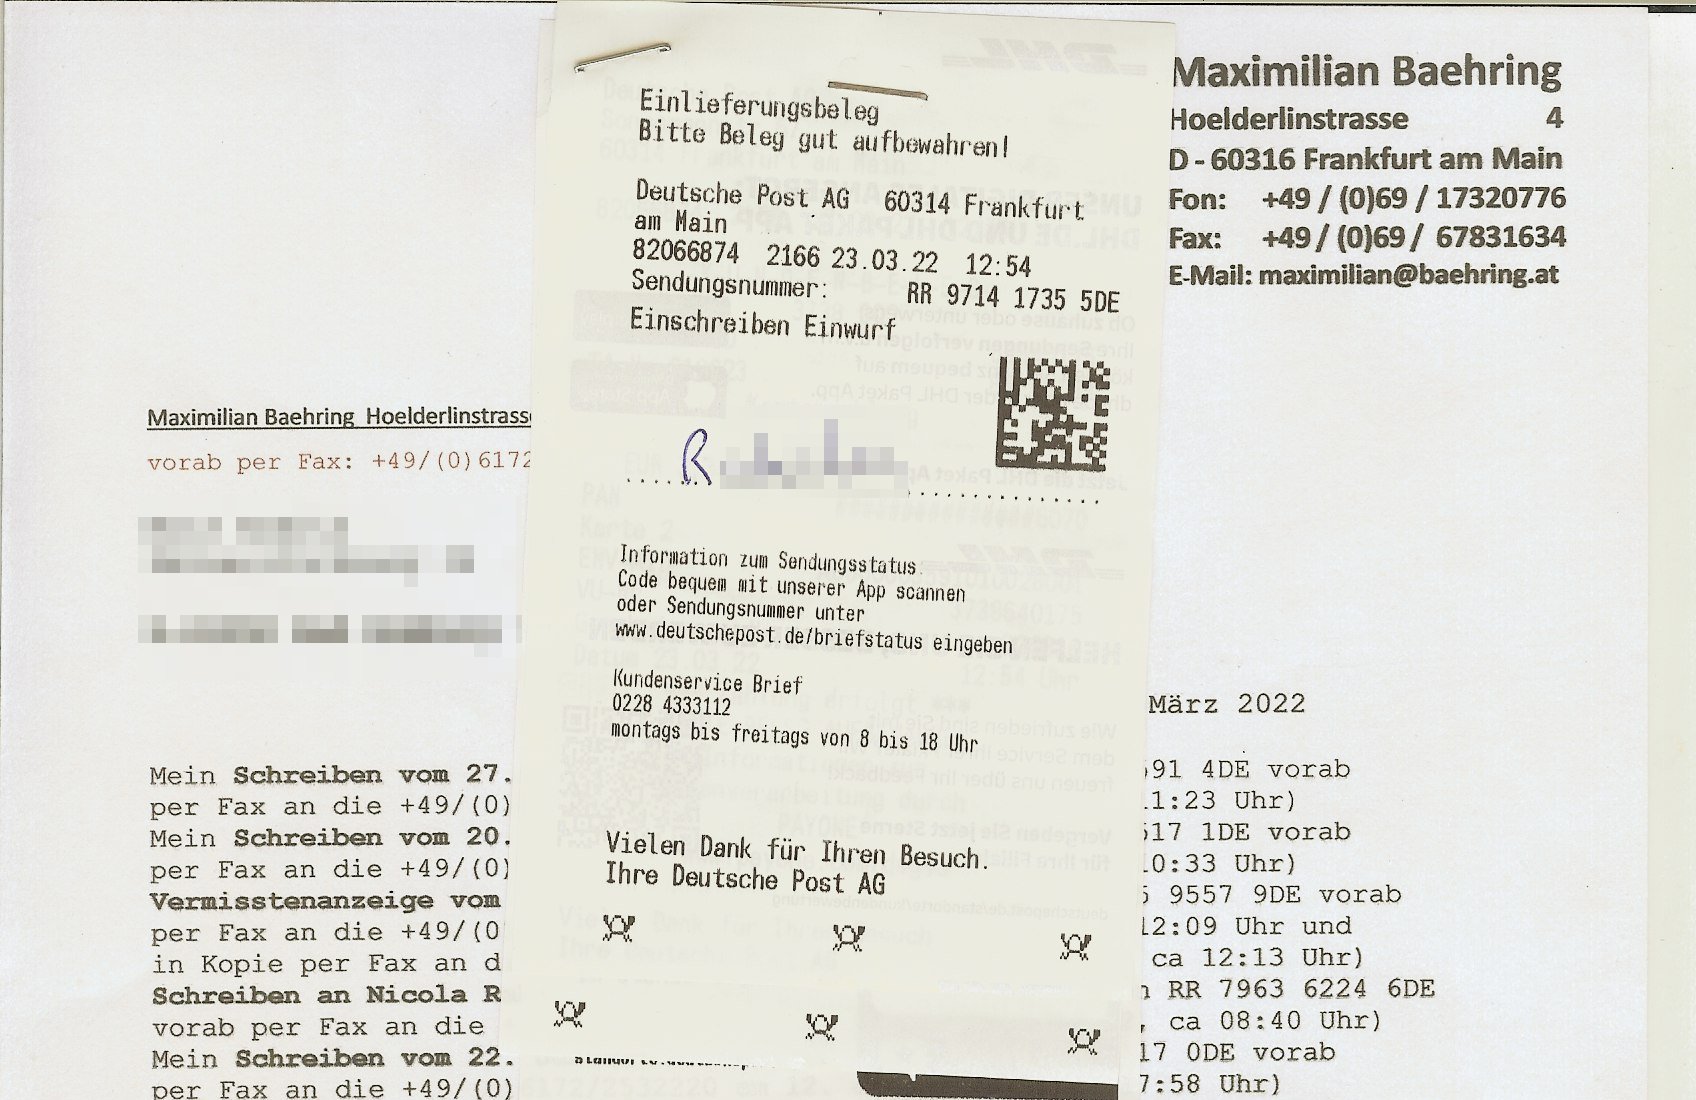 Maximilian Baehring
Hoelderlinstrasse 4
D - 60316 Frankfurt am Main
Fon: +49 / (0)69 / 17320776
Fax: +49 / (0)69 / 67831634
E-Mail: maximilian@baehring.at
Einlieferungsbeleg
Bitte Beleg gut aufbewahren!
Deutsche Post AG 60314 Frankfurt
am Main
82066874 2166 23.03.22 12:54
Sendungsnummer: RR 9714 1735 5DE
Einschreiben Einwurf
R
Information zum Sendungsstatus
Code bequem mit unserer App scannen
oder Sendungsnummer unter
www.deutschepost.de/briefstatus eingeben
Kundenservice Brief
0228 4333112
montags bis freitags von 8 bis 18 Uhr
Vielen Dank für Ihren Besuch.
Ihre Deutsche Post AG
Maximilian Baehring Hoelderlinstrass
vorab per Fax: +49/(0)6172
März 2022
Mein Schreiben vom 27. 91 4DE vorab
per Fax an die +49/(0) 11:23 Uhr)
Mein Schreiben vom 20. 617 1DE vorab
per Fax an die +49/(0) 10:33 Uhr)
Vermisstenanzeige vom 9557 9DE vorab
per Fax an die +49/(0 12:09 Uhr und
in Kopie per Fax an d ca 12:13 Uhr)
Schreiben an Nicola R RR 7963 6224 6DE
vorab per Fax an die , ca 08:40 Uhr)
Mein Schreiben vom 22. 17 0DE vorab
per Fax an die +49/(0) 7:58 Uhr)